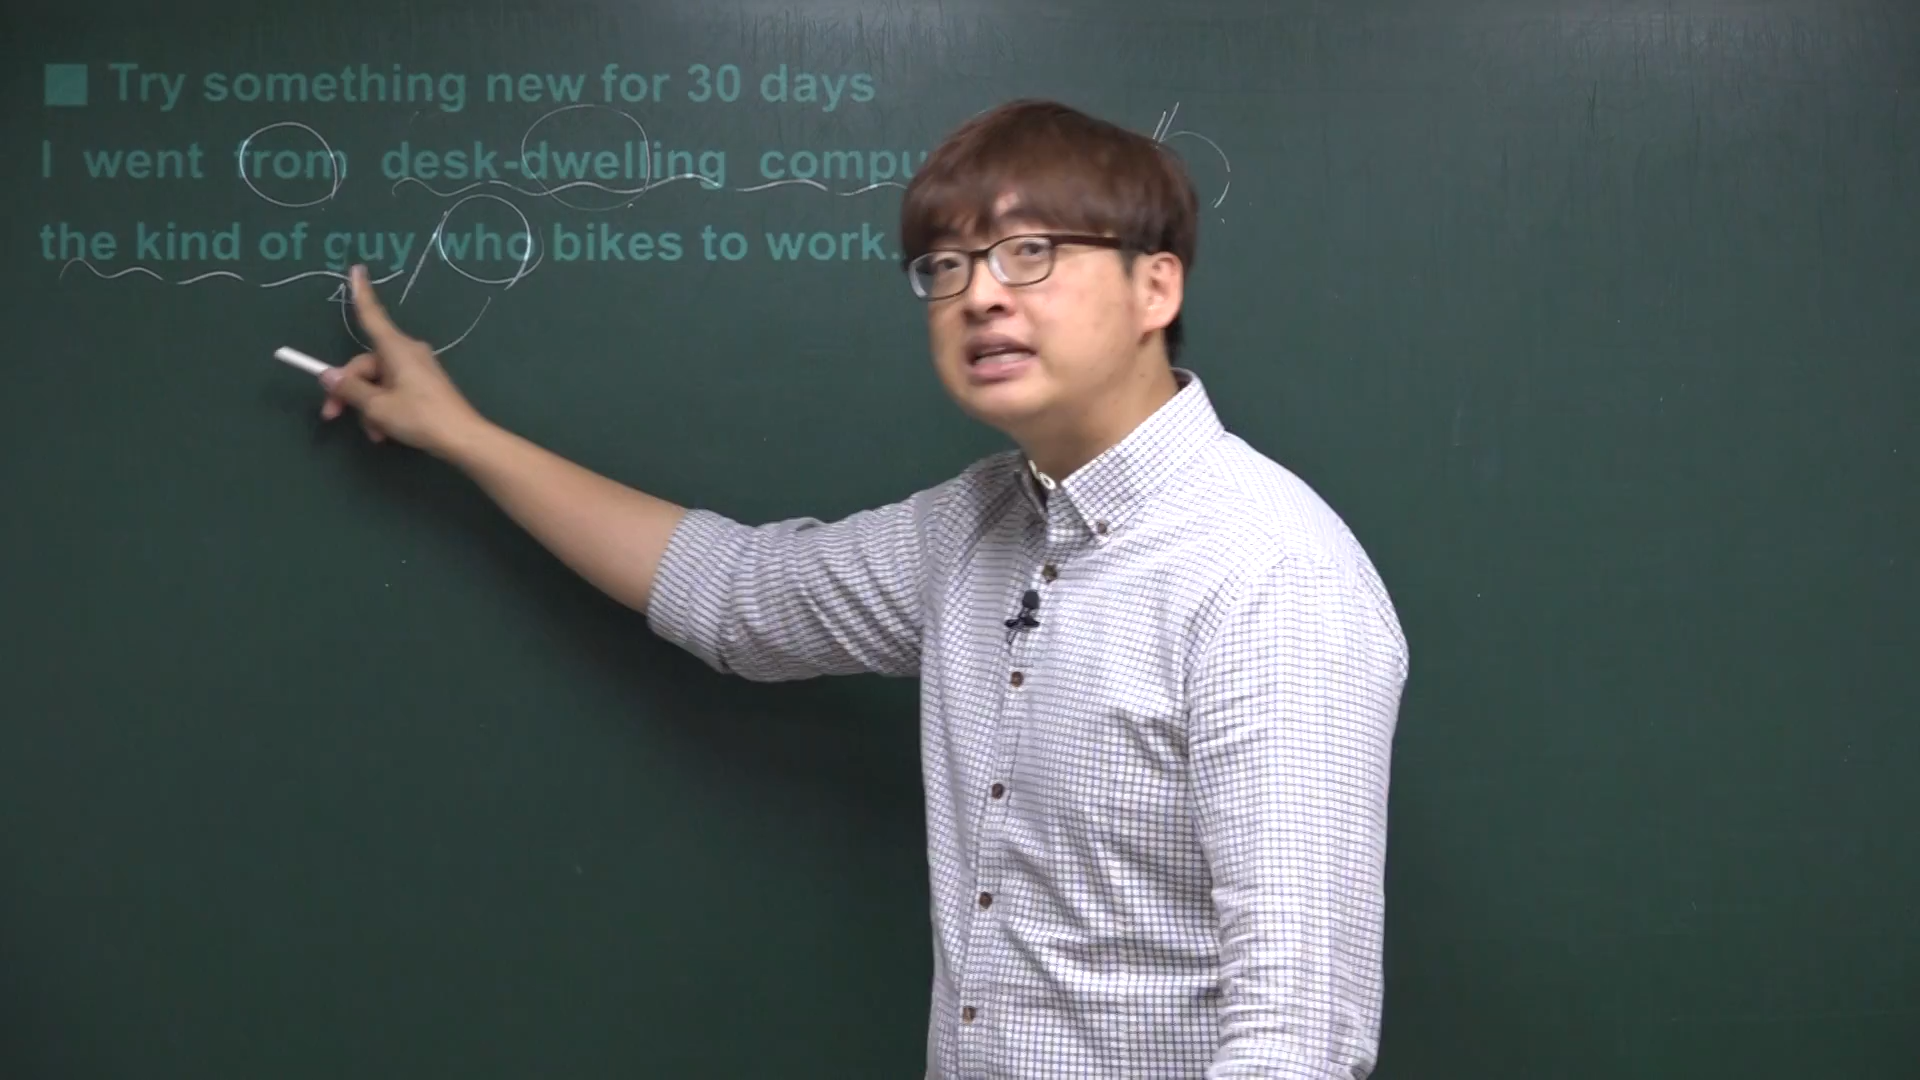 Try something new for 30 days
I went from desk-dwelling compu
the kind of guy who bikes to work.